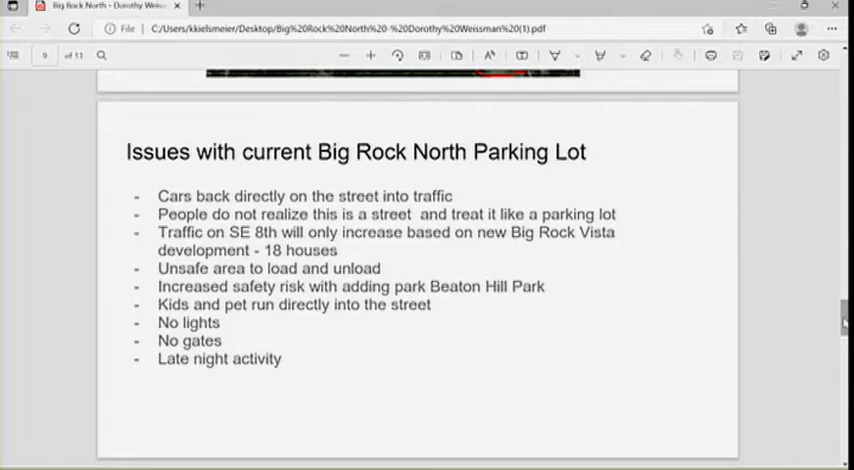 Big Rock North - Dorothy Weiss
File
C:/Users/kkielsmeier/Desktop/Big%20Rock%20North%20-%20Dorothy%20Weissman%20(1).pdf
9 of 11
Issues with current Big Rock North Parking Lot
- Cars back directly on the street into traffic
- People do not realize this is a street and treat it like a parking lot
- Traffic on SE 8th will only increase based on new Big Rock Vista
development - 18 houses
- Unsafe area to load and unload
- Increased safety risk with adding park Beaton Hill Park
- Kids and pet run directly into the street
- No lights
- No gates
- Late night activity